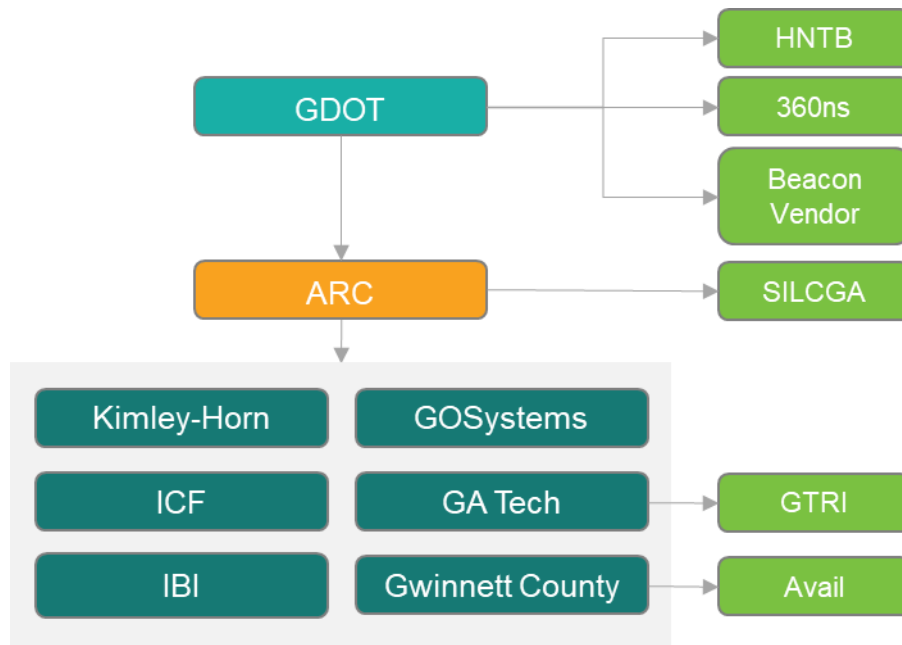 HNTB
GDOT
360ns
Beacon
Vendor
ARC
SILCGA
Kimley-Horn
GOSystems
ICF
GA Tech
GTRI
IBI
Gwinnett County
Avail